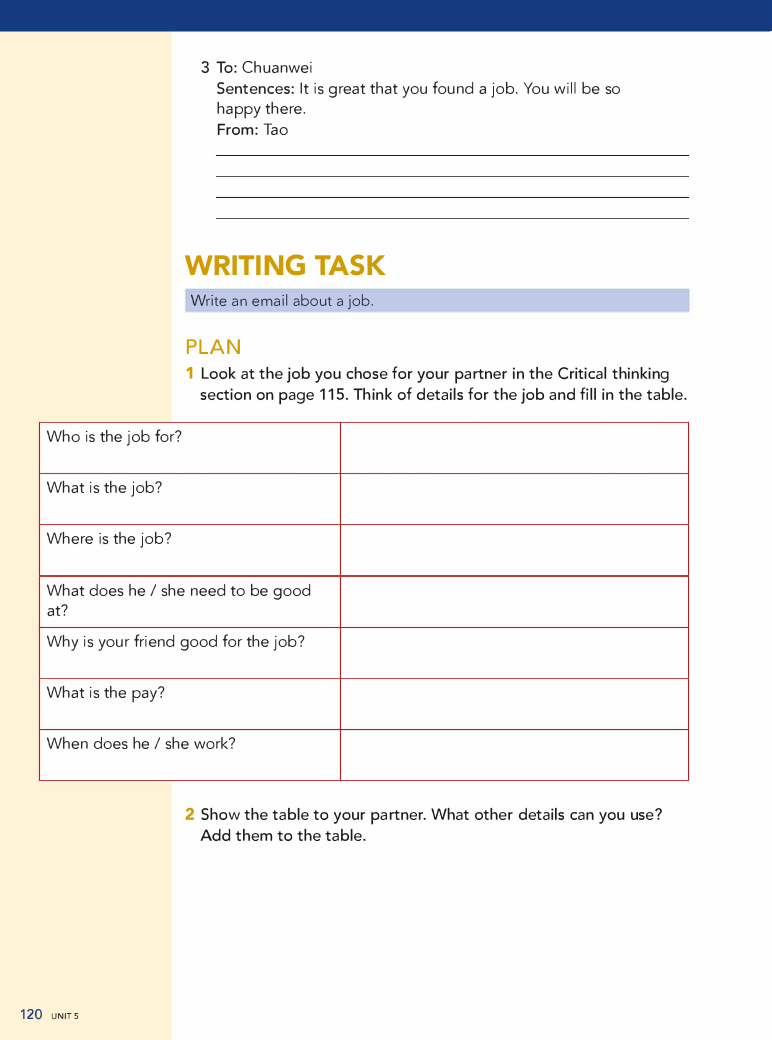 3 To: Chuanwei
Sentences: It is great that you found a job. You will be so
happy there.
From: Tao
WRITING TASK
Write an email about a job.
PLAN
1 Look at the job you chose for your partner in the Critical thinking
section on page 115. Think of details for the job and fill in the table.
Who is the job for?
What is the job?
Where is the job?
What does he / she need to be good
at?
Why is your friend good for the job?
What is the pay?
When does he / she work?
2 Show the table to your partner. What other details can you use?
Add them to the table.
120 UNIT 5